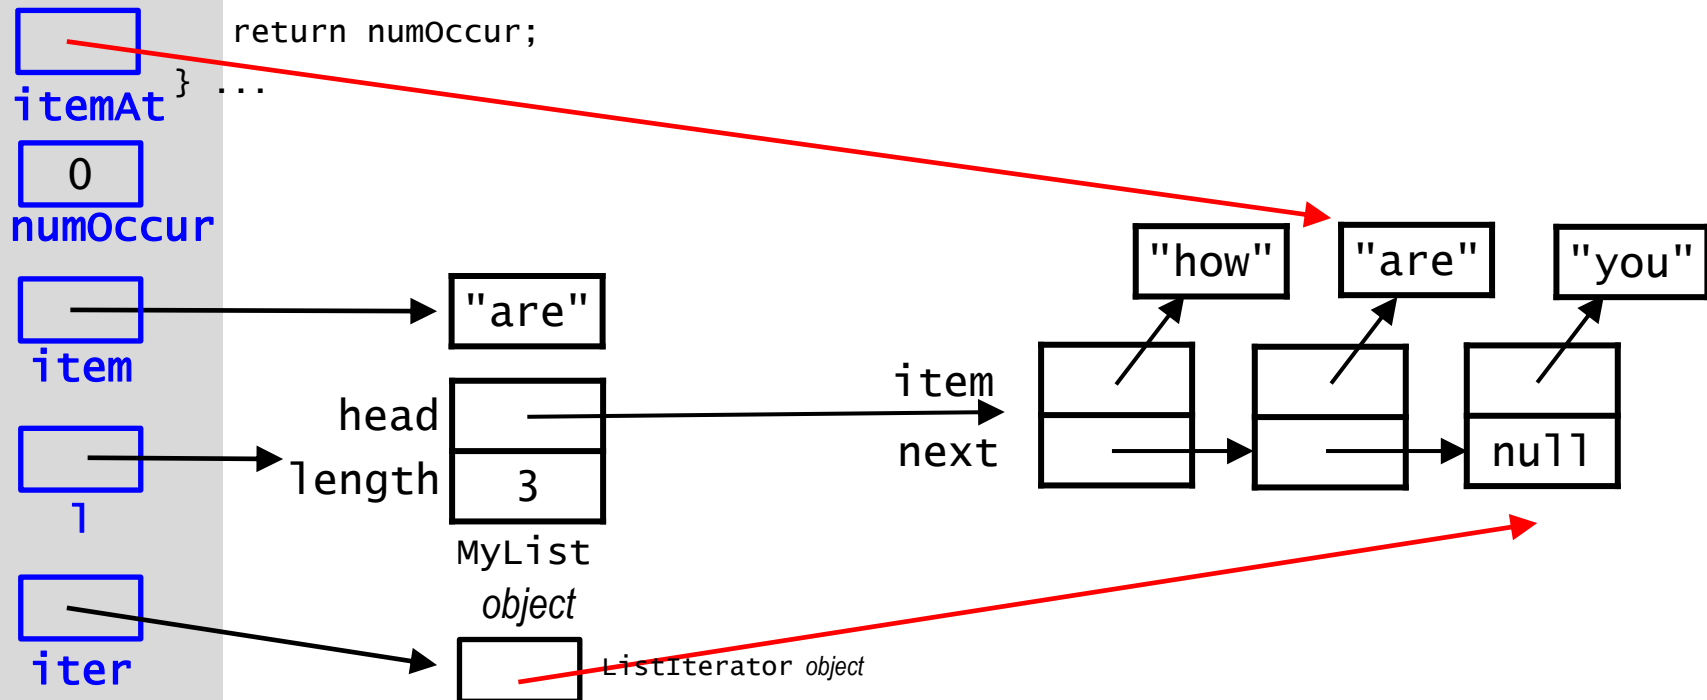 return numOccur;
} ...
itemAt
0
numOccur
"how" "are" "you"
"are"
item
item
head
next
null
length
3
l
MyList
object
iter
ListIterator object